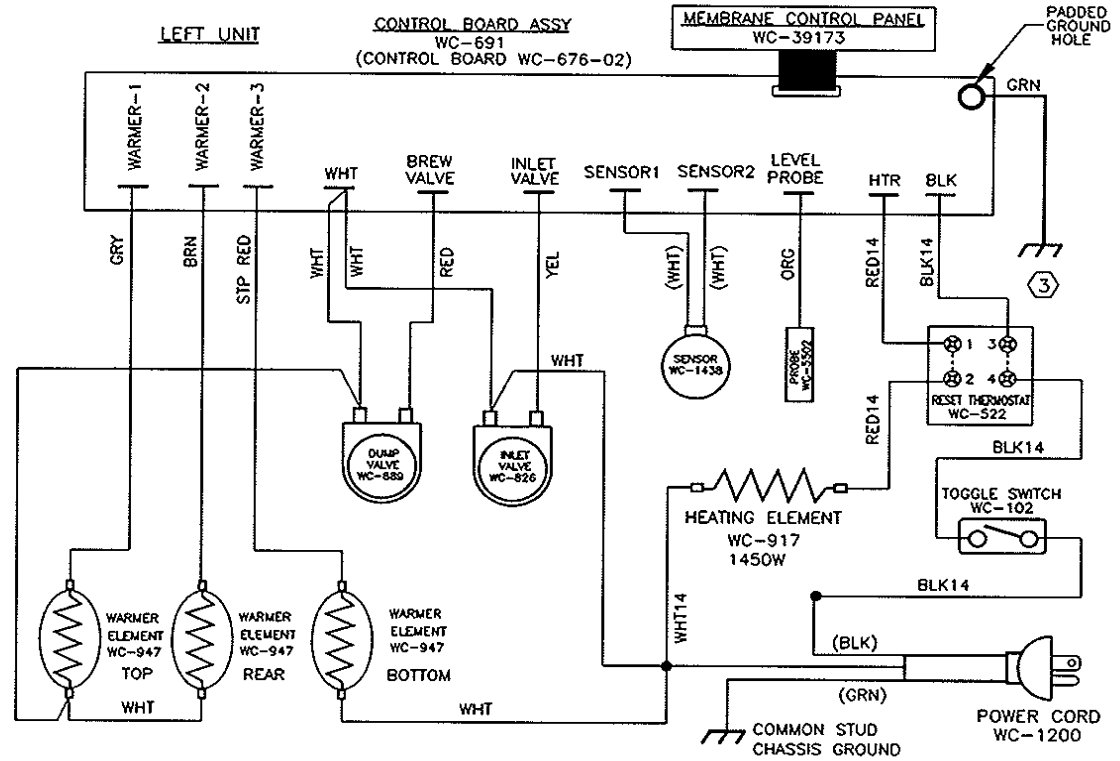 LEFT UNIT
CONTROL BOARD ASSY
WC-691
(CONTROL BOARD WC-676-02)
MEMBRANE CONTROL PANEL
WC-39173
PADDED
GROUND
HOLE
GRN
WARMER-1
WARMER-2
WARMER-3
WHT
BREW
VALVE
INLET
VALVE
SENSOR1
SENSOR2
LEVEL
PROBE
HTR
BLK
GRY
BRN
STP RED
WHT
WHT
RED
YEL
(WHT)
(WHT)
ORG
RED14
BLK14
3
SENSOR
WC-1438
PROBE
WC-5502
1
3
2
4
RESET THERMOSTAT
WC-522
WHT
DUMP
VALVE
WC-889
INLET
VALVE
WC-826
RED14
BLK14
HEATING ELEMENT
WC-917
1450W
TOGGLE SWITCH
WC-102
BLK14
WARMER
ELEMENT
WC-947
TOP
WARMER
ELEMENT
WC-947
REAR
WARMER
ELEMENT
WC-947
BOTTOM
WHT14
(BLK)
(GRN)
WHT
WHT
COMMON STUD
CHASSIS GROUND
POWER CORD
WC-1200